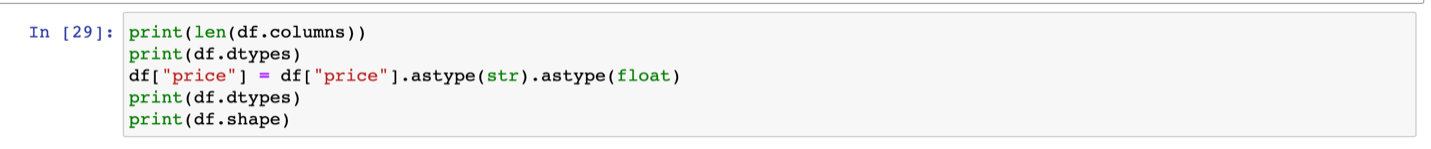 In [29]: print(len(df.columns))
print(df.dtypes)
df["price"] = df["price"].astype(str).astype(float)
print(df.dtypes)
print(df.shape)